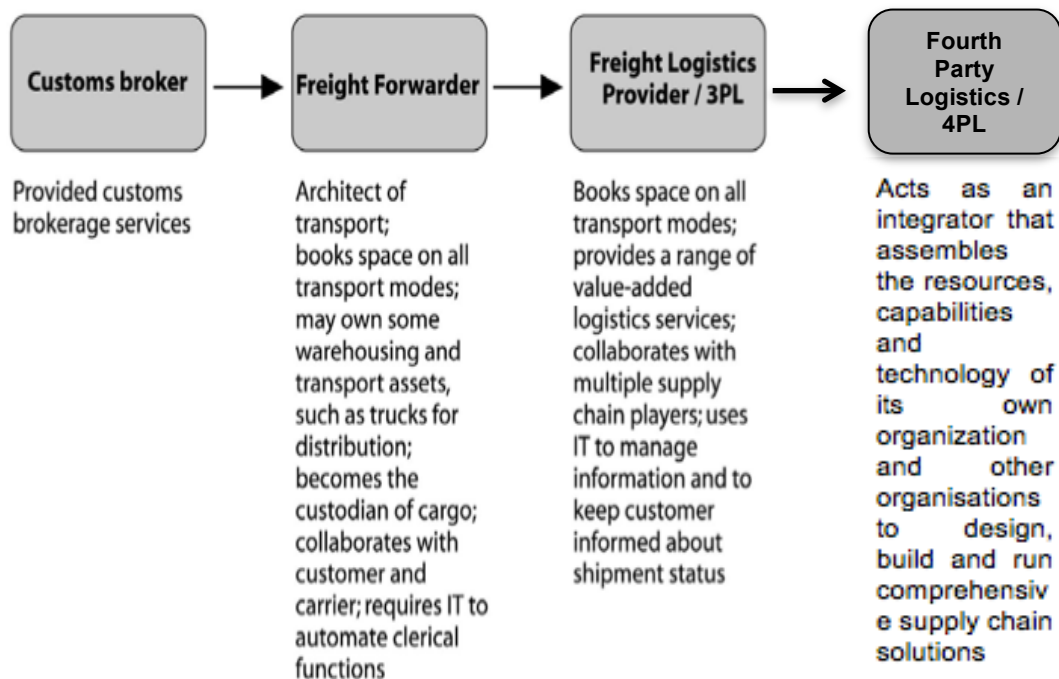 Customs broker
Freight Forwarder
Freight Logistics
Provider / 3PL
Fourth
Party
Logistics /
4PL
Provided customs
brokerage services
Architect of
transport;
books space on all
transport modes;
may own some
warehousing and
transport assets,
such as trucks for
distribution;
becomes the
custodian of cargo;
collaborates with
customer and
carrier; requires IT to
automate clerical
functions
Books space on all
transport modes;
provides a range of
value-added
logistics services;
collaborates with
multiple supply
chain players; uses
IT to manage
information and to
keep customer
informed about
shipment status
Acts as an
integrator that
assembles
the resources,
capabilities
and
technology of
its own
organization
and other
organisations
to design,
build and run
comprehensiv
e supply chain
solutions